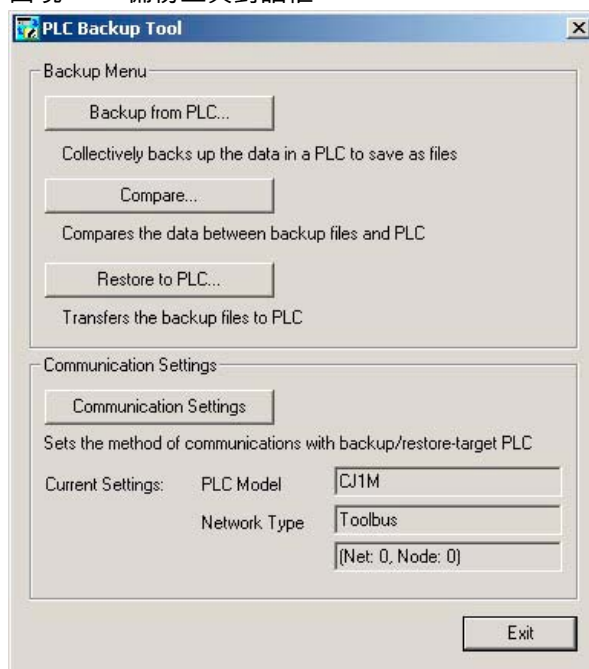 PLC Backup Tool
Backup Menu
Backup from PLC...
Collectively backs up the data in a PLC to save as files
Compare...
Compares the data between backup files and PLC
Restore to PLC...
Transfers the backup files to PLC
Communication Settings
Communication Settings
Sets the method of communications with backup/restore-target PLC
Current Settings: PLC Model CJ1M
Network Type Toolbus
(Net: 0, Node: 0)
Exit